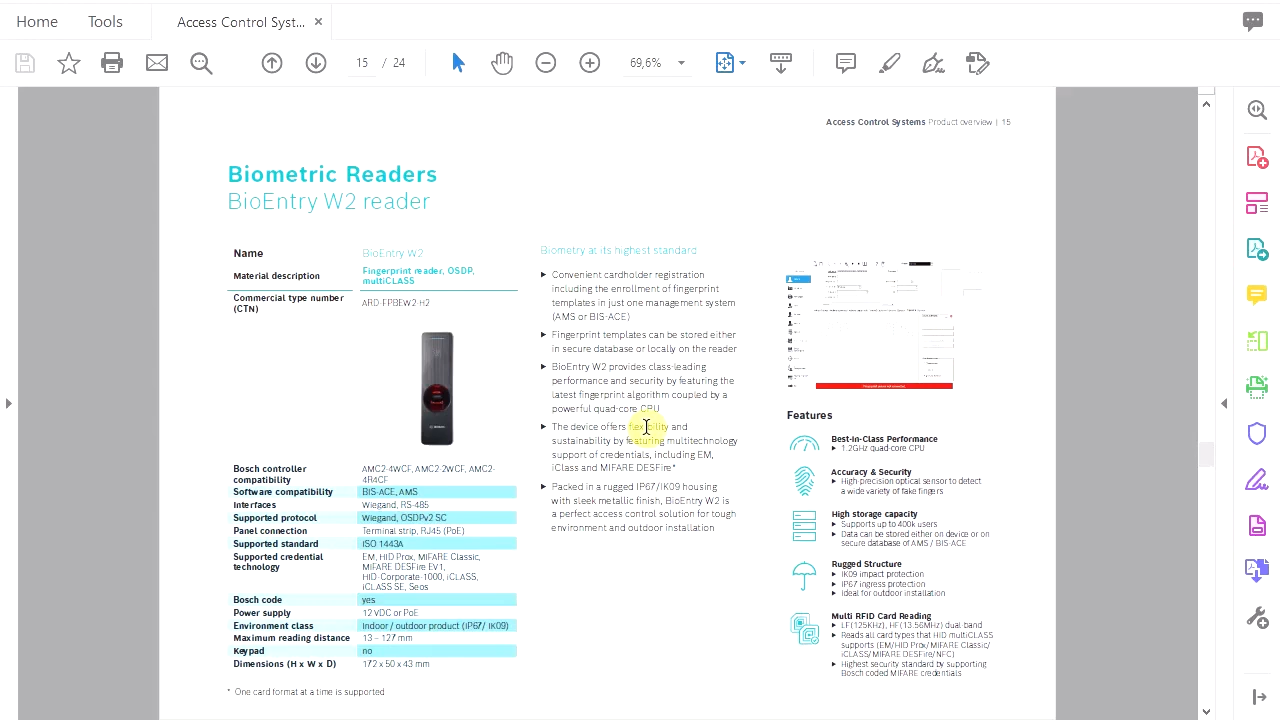 Home
Tools
Access Control Syst...
15 / 24
69,6%
Access Control Systems Product overview | 15
Biometric Readers
BioEntry W2 reader
Name BioEntry W2
Material description Fingerprint reader, OSDP,
multiCLASS
Commercial type number
(CTN) ARD-FPBEW2-H2
Bosch controller
compatibility AMC2-4WCF, AMC2-2WCF, AMC2-
4R4CF
Software compatibility BIS-ACE, AMS
Interfaces Wiegand, RS-485
Supported protocol Wiegand, OSDPv2 SC
Panel connection Terminal strip, RJ45 (PoE)
Supported standard ISO 1443A
Supported credential
technology EM, HID Prox, MIFARE Classic,
MIFARE DESFire EV1,
HID-Corporate-1000, iCLASS,
iCLASS SE, Seos
Bosch code yes
Power supply 12 VDC or PoE
Environment class Indoor / outdoor product (IP67/ IK09)
Maximum reading distance 13 – 127 mm
Keypad no
Dimensions (H x W x D) 172 x 50 x 43 mm
* One card format at a time is supported
Biometry at its highest standard
Convenient cardholder registration
including the enrollment of fingerprint
templates in just one management system
(AMS or BIS-ACE)
Fingerprint templates can be stored either
in secure database or locally on the reader
BioEntry W2 provides class-leading
performance and security by featuring the
latest fingerprint algorithm coupled by a
powerful quad-core CPU
The device offers flexibility and
sustainability by featuring multitechnology
support of credentials, including EM,
iClass and MIFARE DESFire*
Packed in a rugged IP67/IK09 housing
with sleek metallic finish, BioEntry W2 is
a perfect access control solution for tough
environment and outdoor installation
Features
Best-in-Class Performance
1.2GHz quad-core CPU
Accuracy & Security
High-precision optical sensor to detect
a wide variety of fake fingers
High storage capacity
Supports up to 400k users
Data can be stored either on device or on
secure database of AMS / BIS-ACE
Rugged Structure
IK09 impact protection
IP67 ingress protection
Ideal for outdoor installation
Multi RFID Card Reading
LF(125KHz), HF(13.56MHz) dual-band
Reads all card types that HID multiCLASS
supports (EM/HID Prox/ MIFARE Classic/
iCLASS/ MIFARE DESFire/NFC)
Highest security standard by supporting
Bosch coded MIFARE credentials